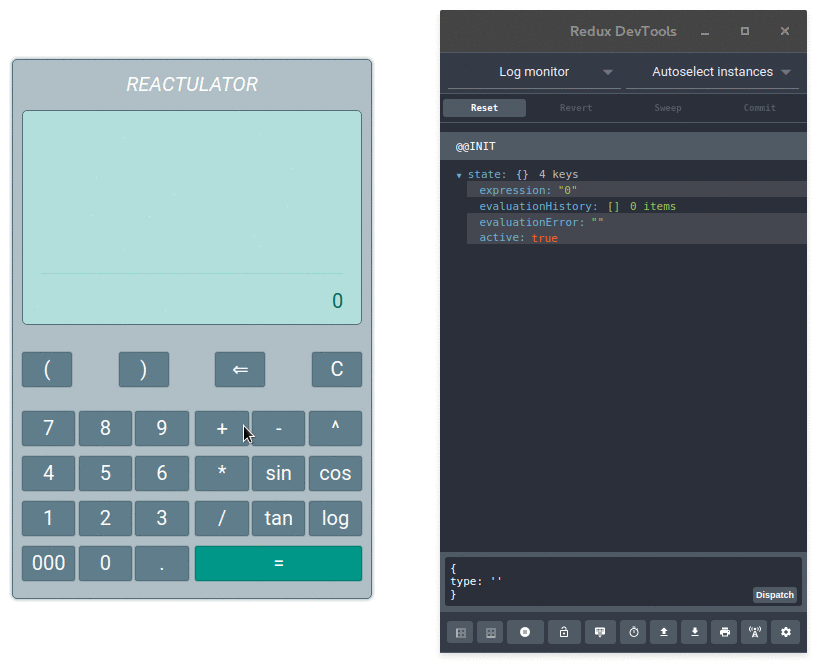 REACTULATOR
0
( ) ⇐ C
7 8 9 + - ^
4 5 6 * sin cos
1 2 3 / tan log
000 0 . =
Redux DevTools
Log monitor Autoselect instances
Reset Revert Sweep Commit
@@INIT
state: {} 4 keys
expression: "0"
evaluationHistory: [] 0 items
evaluationError: ""
active: true
{
type: ''
}
Dispatch